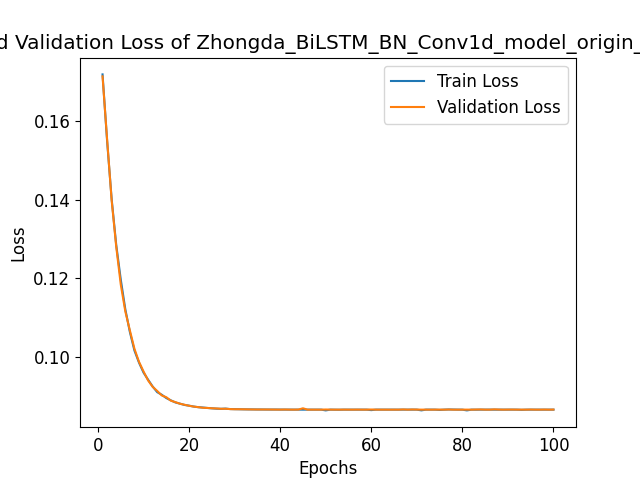 d Validation Loss of Zhongda_BiLSTM_BN_Conv1d_model_origin_
Train Loss
Validation Loss
0.16
0.14
0.12
0.10
Loss
0 20 40 60 80 100
Epochs